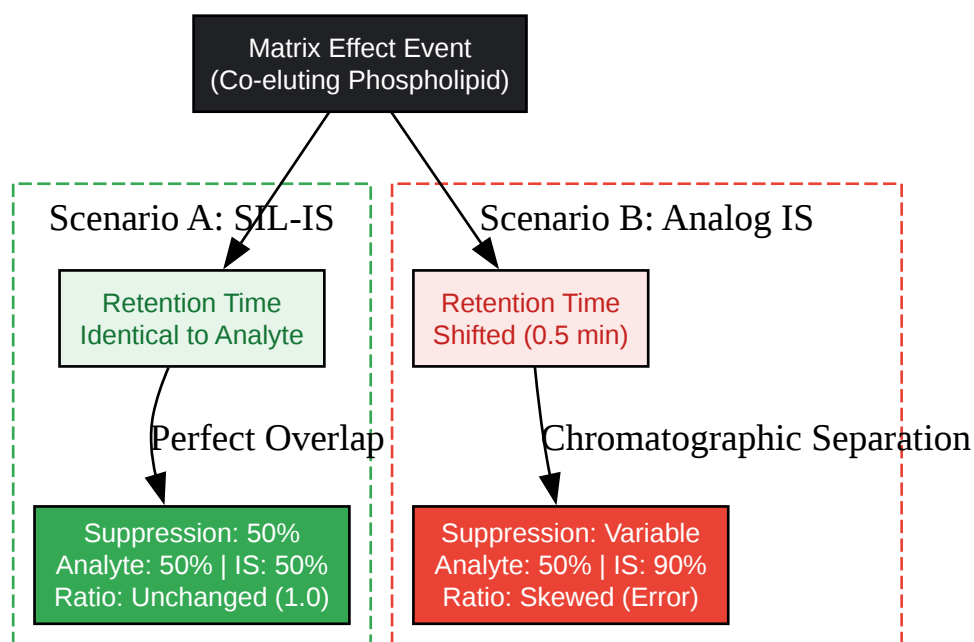 Matrix Effect Event
(Co-eluting Phospholipid)
Scenario A: SIL-IS
Scenario B: Analog IS
Retention Time
Identical to Analyte
Retention Time
Shifted (0.5 min)
Perfect Overlap
Chromatographic Separation
Suppression: 50%
Analyte: 50% | IS: 50%
Ratio: Unchanged (1.0)
Suppression: Variable
Analyte: 50% | IS: 90%
Ratio: Skewed (Error)